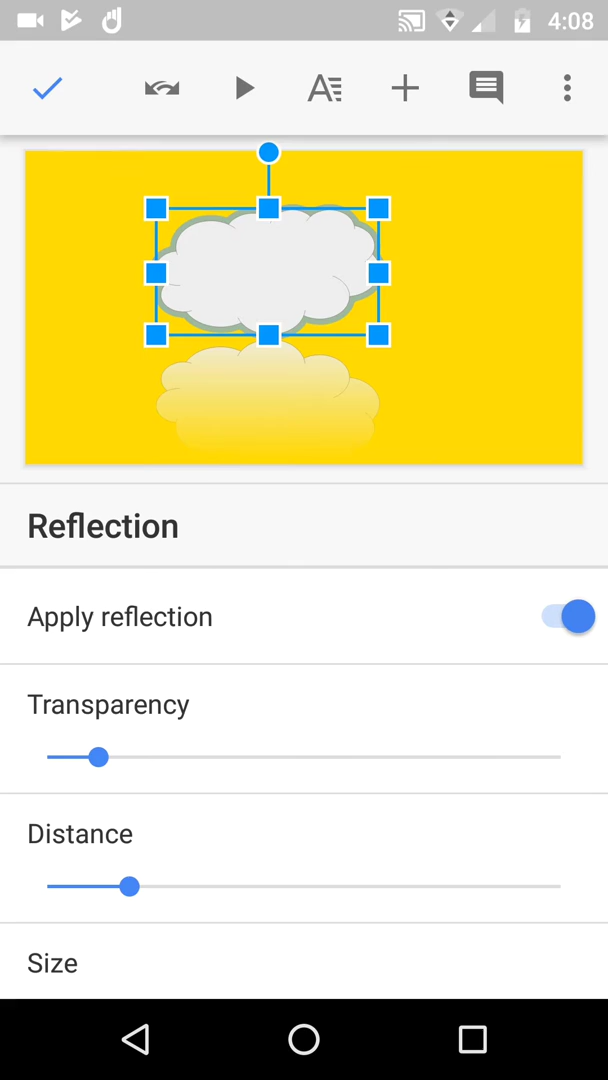 4:08
Reflection
Apply reflection
Transparency
Distance
Size